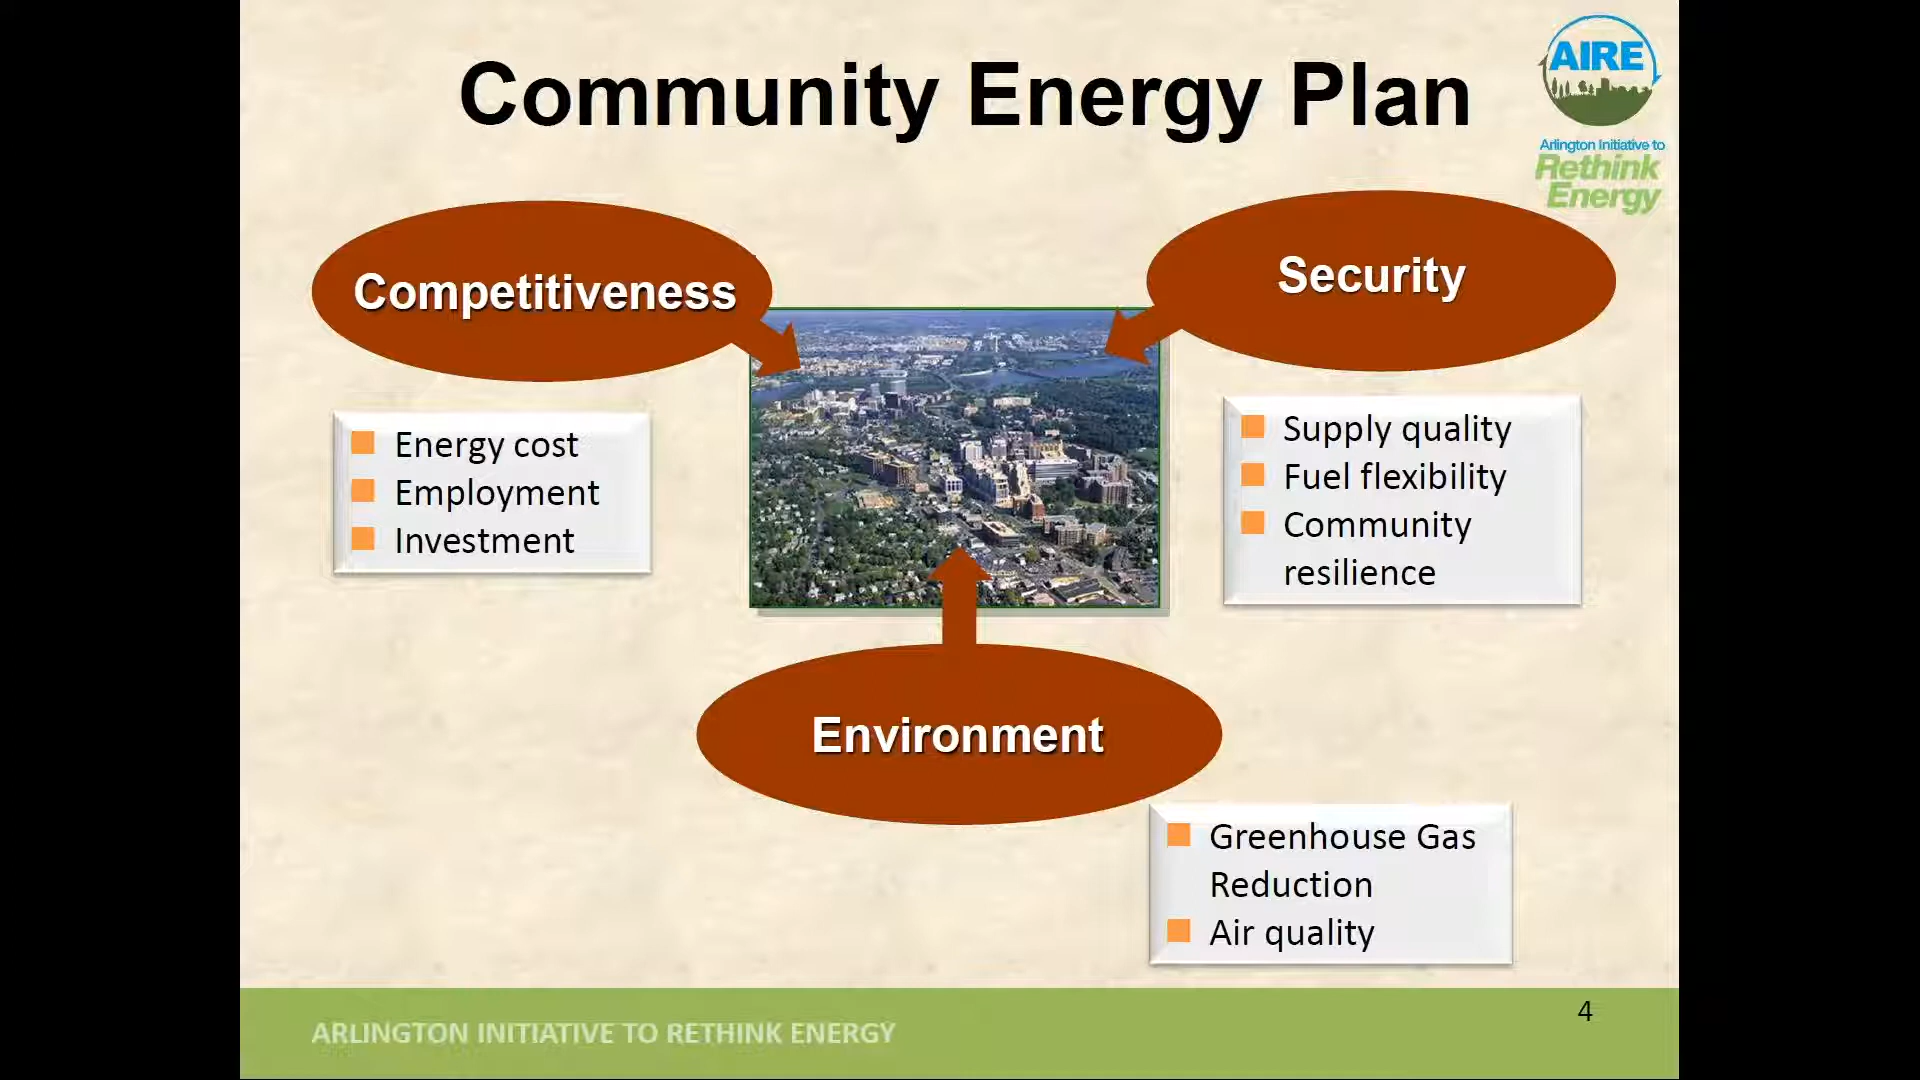 Community Energy Plan
AIRE
Arlington Initiative to
Rethink
Energy
Competitiveness
Security
Energy cost
Employment
Investment
Supply quality
Fuel flexibility
Community
resilience
Environment
Greenhouse Gas
Reduction
Air quality
4
ARLINGTON INITIATIVE TO RETHINK ENERGY